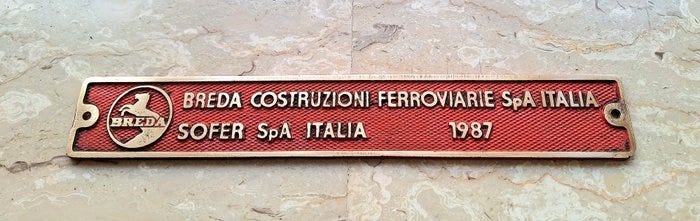 BREDA
BREDA COSTRUZIONI FERROVIARIE SpA ITALIA
SOFER SpA ITALIA 1987